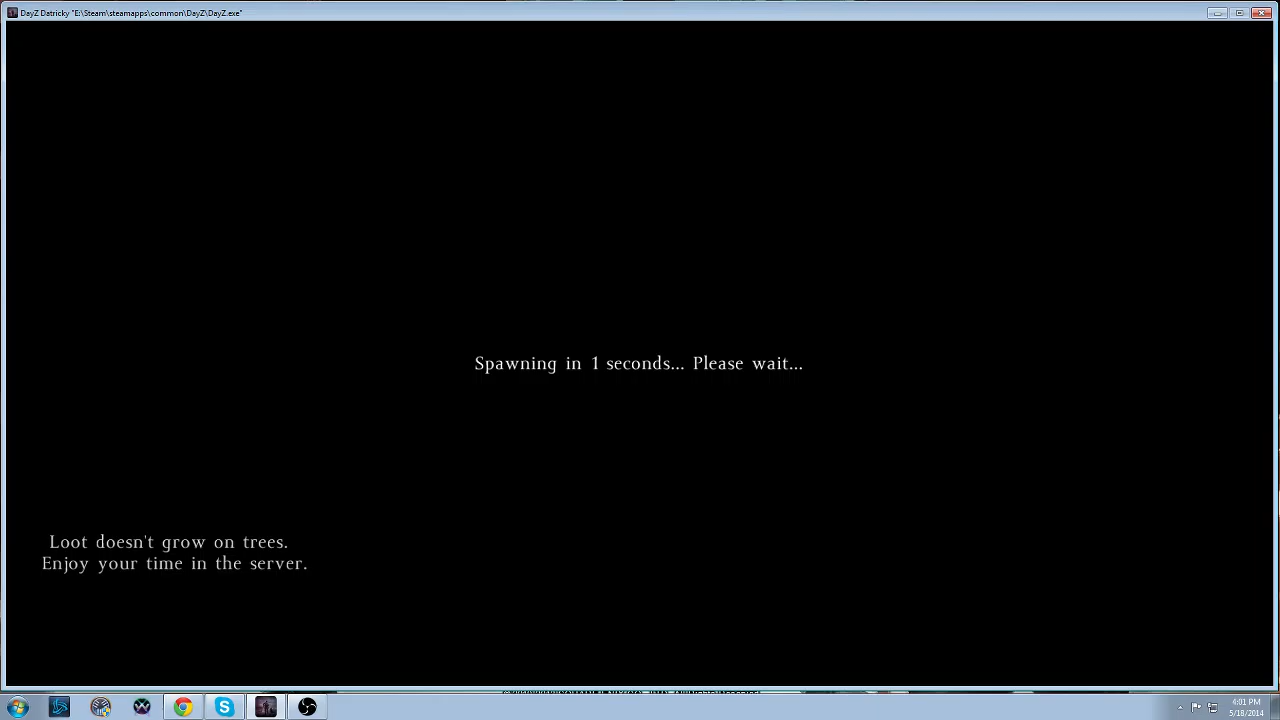 DayZ Datricky "E:\Steam\steamapps\common\DayZ\DayZ.exe"
Spawning in 1 seconds... Please wait...
Loot doesn't grow on trees.
Enjoy your time in the server.
4:01 PM
5/18/2014